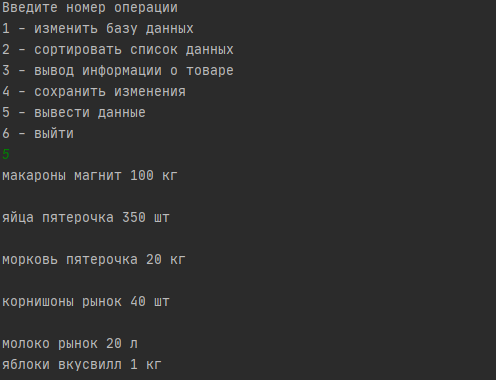 Введите номер операции
1 - изменить базу данных
2 - сортировать список данных
3 - вывод информации о товаре
4 - сохранить изменения
5 - вывести данные
6 - выйти
5
макароны магнит 100 кг
яйца пятерочка 350 шт
морковь пятерочка 20 кг
корнишоны рынок 40 шт
молоко рынок 20 л
яблоки вкусвилл 1 кг